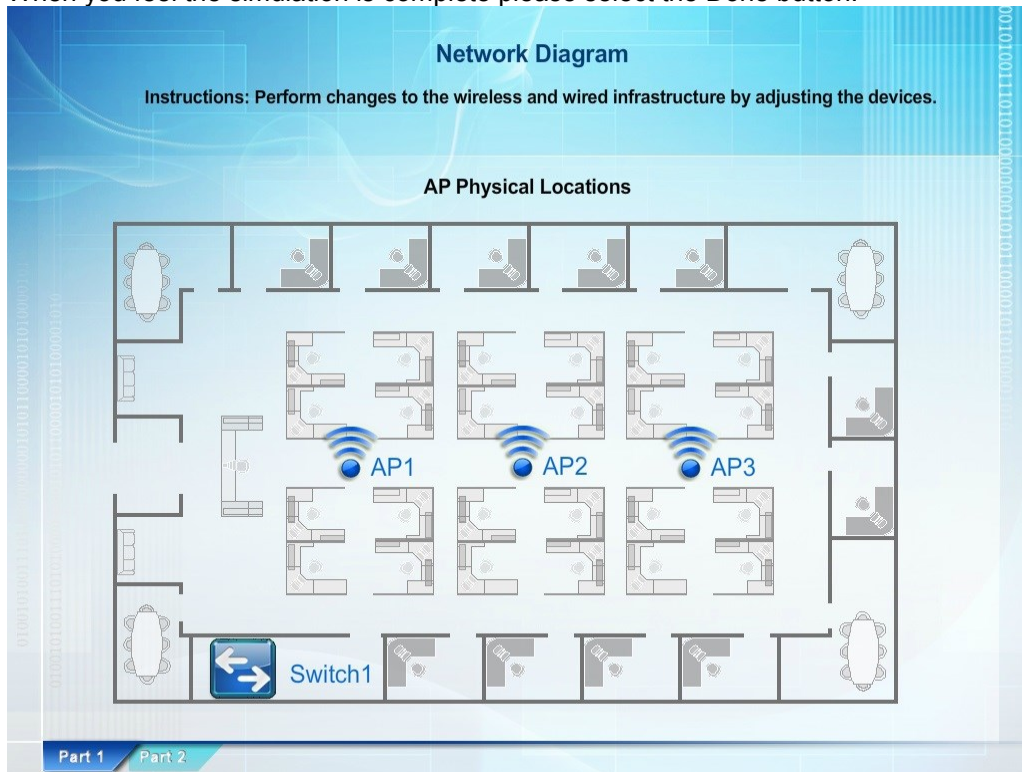 When you feel the simulation is complete please select the Done button.
Network Diagram
Instructions: Perform changes to the wireless and wired infrastructure by adjusting the devices.
AP Physical Locations
AP1
AP2
AP3
Switch1
Part 1
Part 2